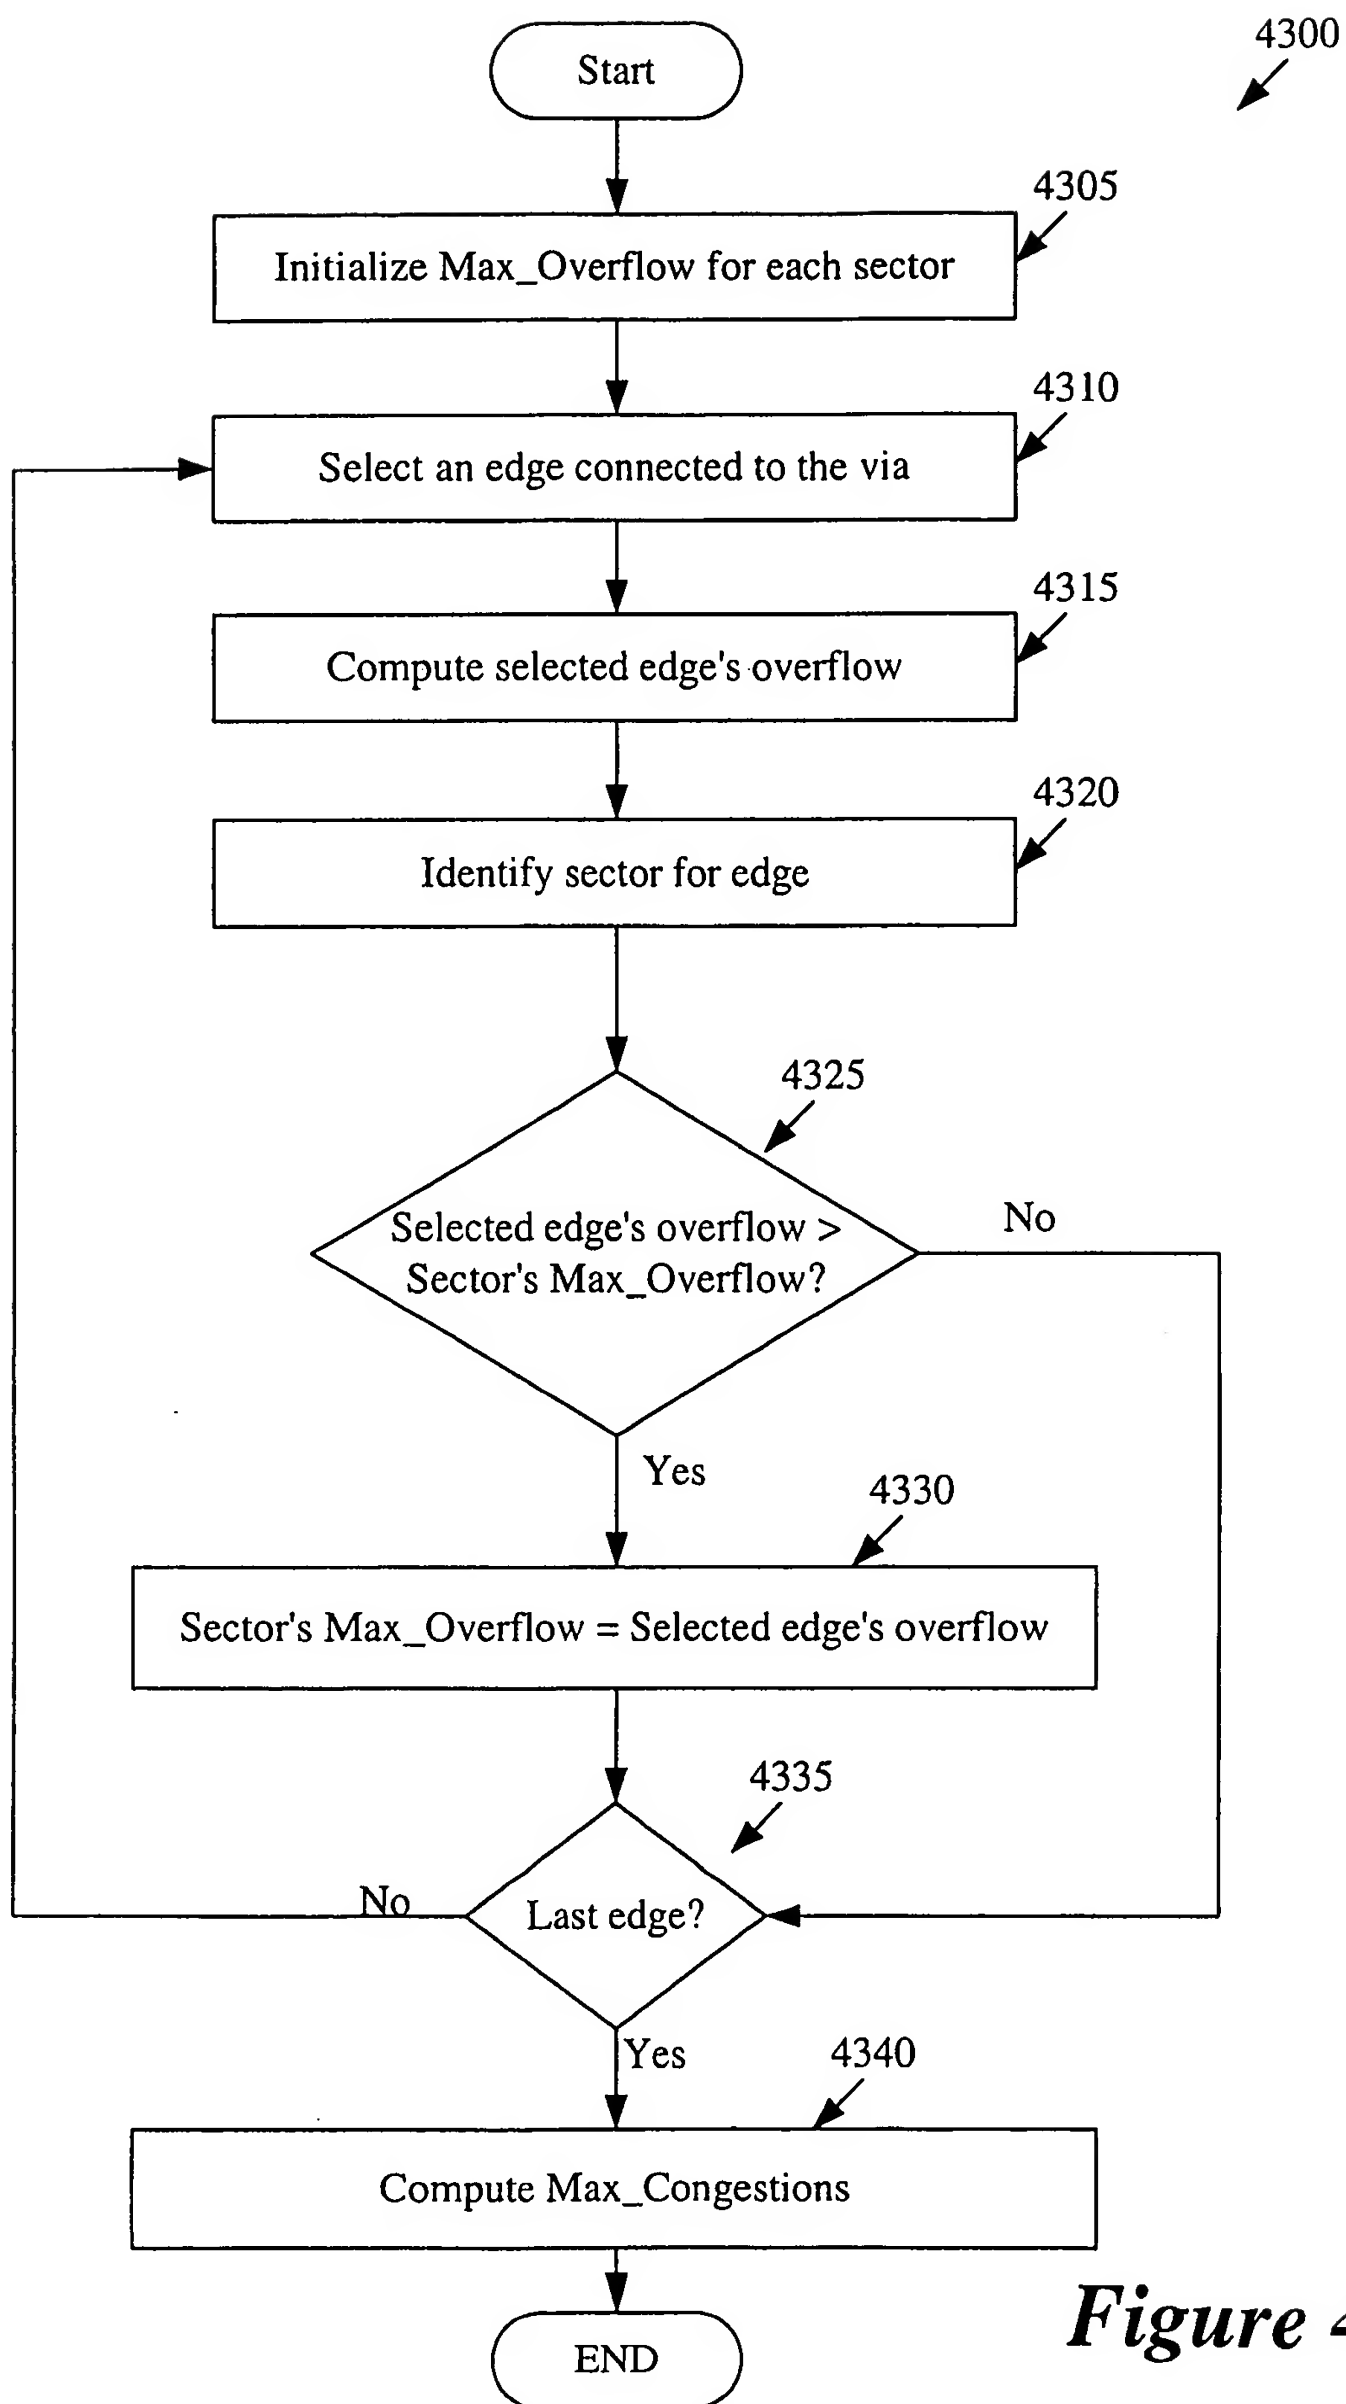 4300
Start
4305
Initialize Max_Overflow for each sector
4310
Select an edge connected to the via
4315
Compute selected edge's overflow
4320
Identify sector for edge
4325
Selected edge's overflow >
Sector's Max_Overflow?
No
Yes
4330
Sector's Max_Overflow = Selected edge's overflow
4335
No
Last edge?
Yes
4340
Compute Max_Congestions
END
Figure